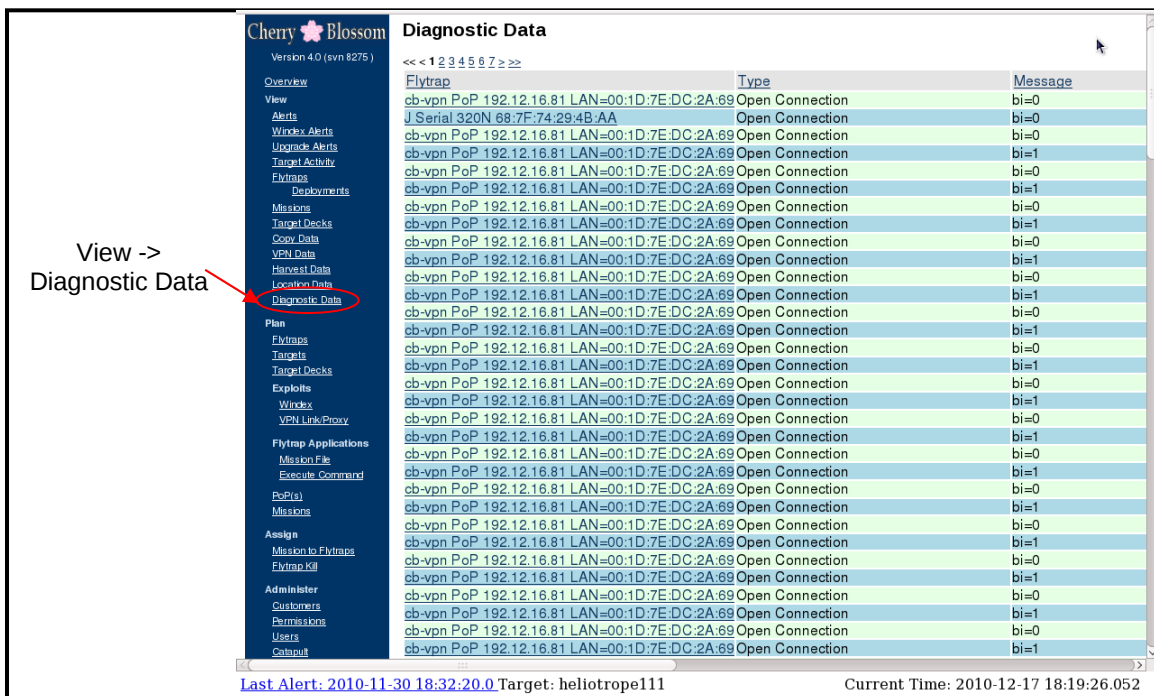 View ->
Diagnostic Data
Cherry Blossom
Version 4.0 (svn 8275 )
Overview
View
Alerts
Windex Alerts
Upgrade Alerts
Target Activity
Flytraps
Deployments
Missions
Target Decks
Copy Data
VPN Data
Harvest Data
Location Data
Diagnostic Data
Plan
Flytraps
Targets
Target Decks
Exploits
Windex
VPN Link/Proxy
Flytrap Applications
Mission File
Execute Command
PoP(s)
Missions
Assign
Mission to Flytraps
Flytrap Kill
Administer
Customers
Permissions
Users
Catapult
Diagnostic Data
<< < 1 2 3 4 5 6 7 > >>
Flytrap Type Message
cb-vpn PoP 192.12.16.81 LAN=00:1D:7E:DC:2A:69 Open Connection bi=0
J Serial 320N 68:7F:74:29:4B:AA Open Connection bi=0
cb-vpn PoP 192.12.16.81 LAN=00:1D:7E:DC:2A:69 Open Connection bi=0
cb-vpn PoP 192.12.16.81 LAN=00:1D:7E:DC:2A:69 Open Connection bi=1
cb-vpn PoP 192.12.16.81 LAN=00:1D:7E:DC:2A:69 Open Connection bi=0
cb-vpn PoP 192.12.16.81 LAN=00:1D:7E:DC:2A:69 Open Connection bi=1
cb-vpn PoP 192.12.16.81 LAN=00:1D:7E:DC:2A:69 Open Connection bi=0
cb-vpn PoP 192.12.16.81 LAN=00:1D:7E:DC:2A:69 Open Connection bi=1
cb-vpn PoP 192.12.16.81 LAN=00:1D:7E:DC:2A:69 Open Connection bi=0
cb-vpn PoP 192.12.16.81 LAN=00:1D:7E:DC:2A:69 Open Connection bi=1
cb-vpn PoP 192.12.16.81 LAN=00:1D:7E:DC:2A:69 Open Connection bi=0
cb-vpn PoP 192.12.16.81 LAN=00:1D:7E:DC:2A:69 Open Connection bi=1
cb-vpn PoP 192.12.16.81 LAN=00:1D:7E:DC:2A:69 Open Connection bi=0
cb-vpn PoP 192.12.16.81 LAN=00:1D:7E:DC:2A:69 Open Connection bi=1
cb-vpn PoP 192.12.16.81 LAN=00:1D:7E:DC:2A:69 Open Connection bi=0
cb-vpn PoP 192.12.16.81 LAN=00:1D:7E:DC:2A:69 Open Connection bi=1
cb-vpn PoP 192.12.16.81 LAN=00:1D:7E:DC:2A:69 Open Connection bi=0
cb-vpn PoP 192.12.16.81 LAN=00:1D:7E:DC:2A:69 Open Connection bi=1
cb-vpn PoP 192.12.16.81 LAN=00:1D:7E:DC:2A:69 Open Connection bi=0
cb-vpn PoP 192.12.16.81 LAN=00:1D:7E:DC:2A:69 Open Connection bi=1
cb-vpn PoP 192.12.16.81 LAN=00:1D:7E:DC:2A:69 Open Connection bi=0
cb-vpn PoP 192.12.16.81 LAN=00:1D:7E:DC:2A:69 Open Connection bi=1
cb-vpn PoP 192.12.16.81 LAN=00:1D:7E:DC:2A:69 Open Connection bi=0
cb-vpn PoP 192.12.16.81 LAN=00:1D:7E:DC:2A:69 Open Connection bi=1
cb-vpn PoP 192.12.16.81 LAN=00:1D:7E:DC:2A:69 Open Connection bi=0
cb-vpn PoP 192.12.16.81 LAN=00:1D:7E:DC:2A:69 Open Connection bi=1
cb-vpn PoP 192.12.16.81 LAN=00:1D:7E:DC:2A:69 Open Connection bi=0
cb-vpn PoP 192.12.16.81 LAN=00:1D:7E:DC:2A:69 Open Connection bi=1
cb-vpn PoP 192.12.16.81 LAN=00:1D:7E:DC:2A:69 Open Connection bi=0
cb-vpn PoP 192.12.16.81 LAN=00:1D:7E:DC:2A:69 Open Connection bi=1
cb-vpn PoP 192.12.16.81 LAN=00:1D:7E:DC:2A:69 Open Connection bi=0
cb-vpn PoP 192.12.16.81 LAN=00:1D:7E:DC:2A:69 Open Connection bi=1
Last Alert: 2010-11-30 18:32:20.0 Target: heliotrope111 Current Time: 2010-12-17 18:19:26.052